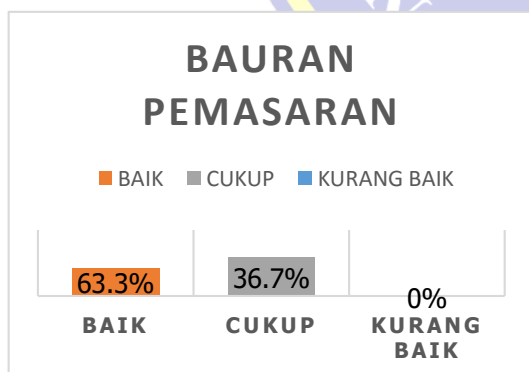 BAURAN
PEMASARAN
BAIK CUKUP KURANG BAIK
63.3% 36.7% 0%
BAIK CUKUP KURANG
BAIK